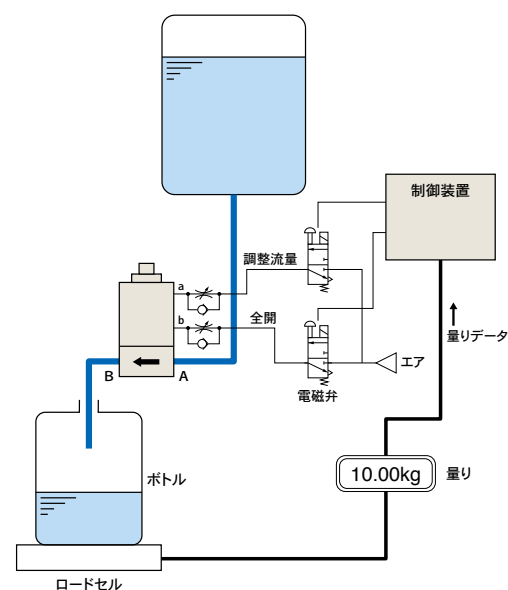 制御装置
調整流量
a
b
全開
量りデータ
エア
B
A
電磁弁
ボトル
10.00kg
量り
ロードセル